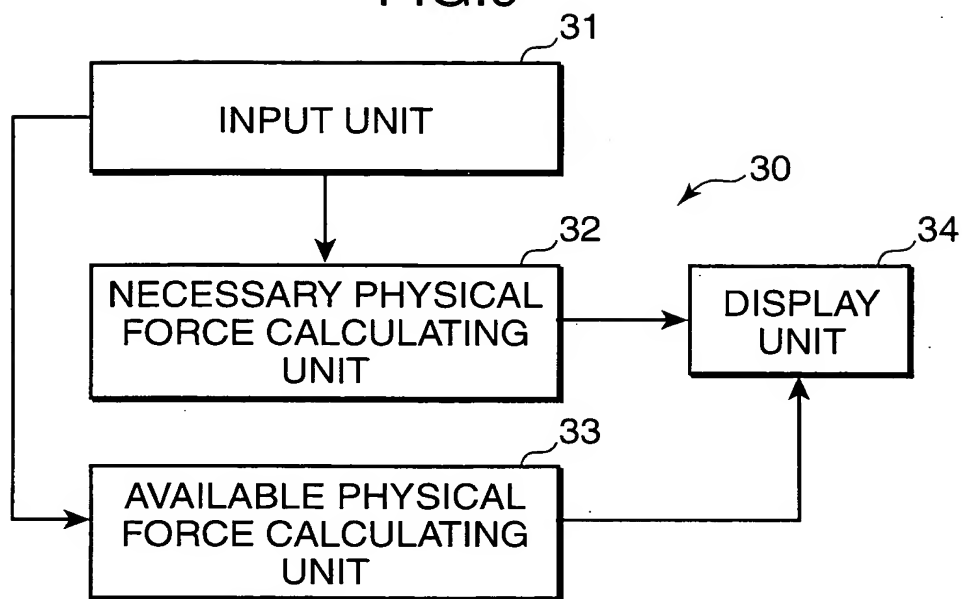 31
INPUT UNIT
30
32
34
NECESSARY PHYSICAL
FORCE CALCULATING
UNIT
DISPLAY
UNIT
33
AVAILABLE PHYSICAL
FORCE CALCULATING
UNIT